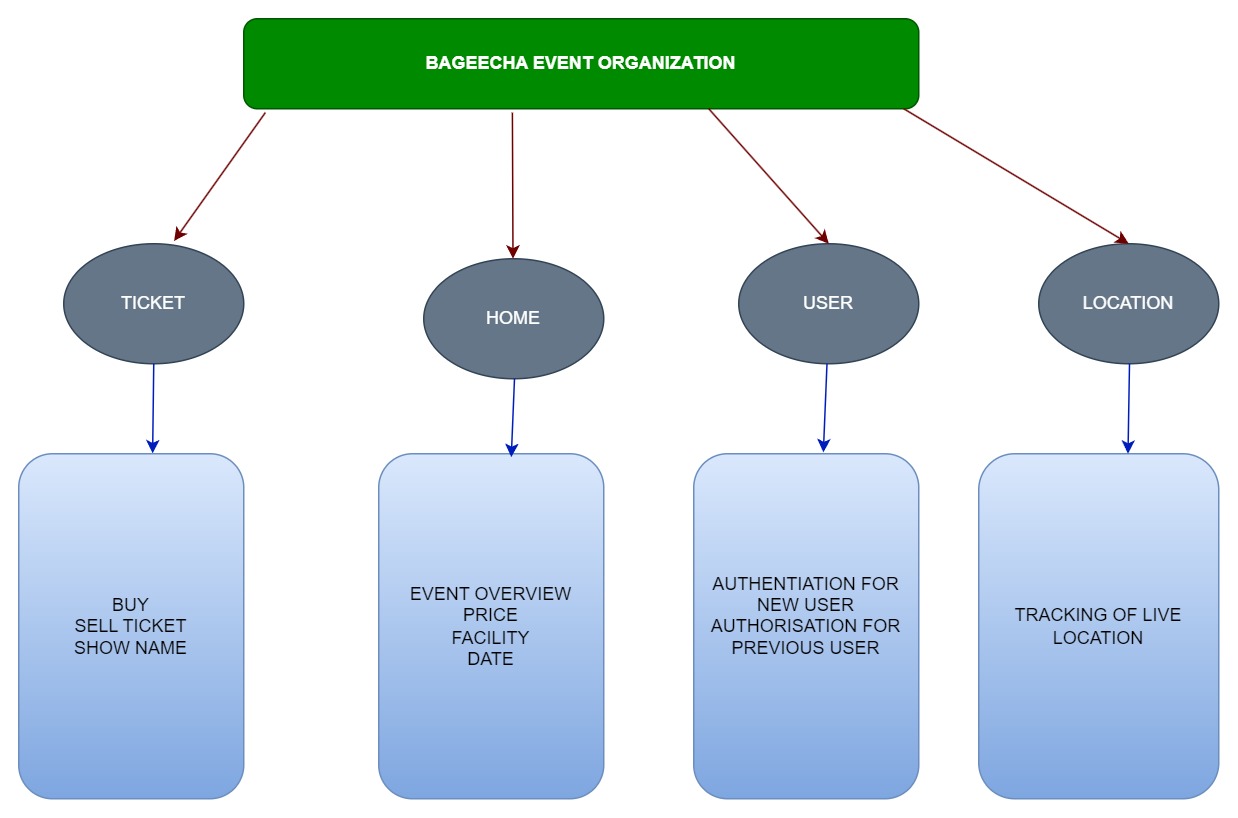 BAGEECHA EVENT ORGANIZATION
TICKET
HOME
USER
LOCATION
BUY
SELL TICKET
SHOW NAME
EVENT OVERVIEW
PRICE
FACILITY
DATE
AUTHENTIATION FOR
NEW USER
AUTHORISATION FOR
PREVIOUS USER
TRACKING OF LIVE
LOCATION